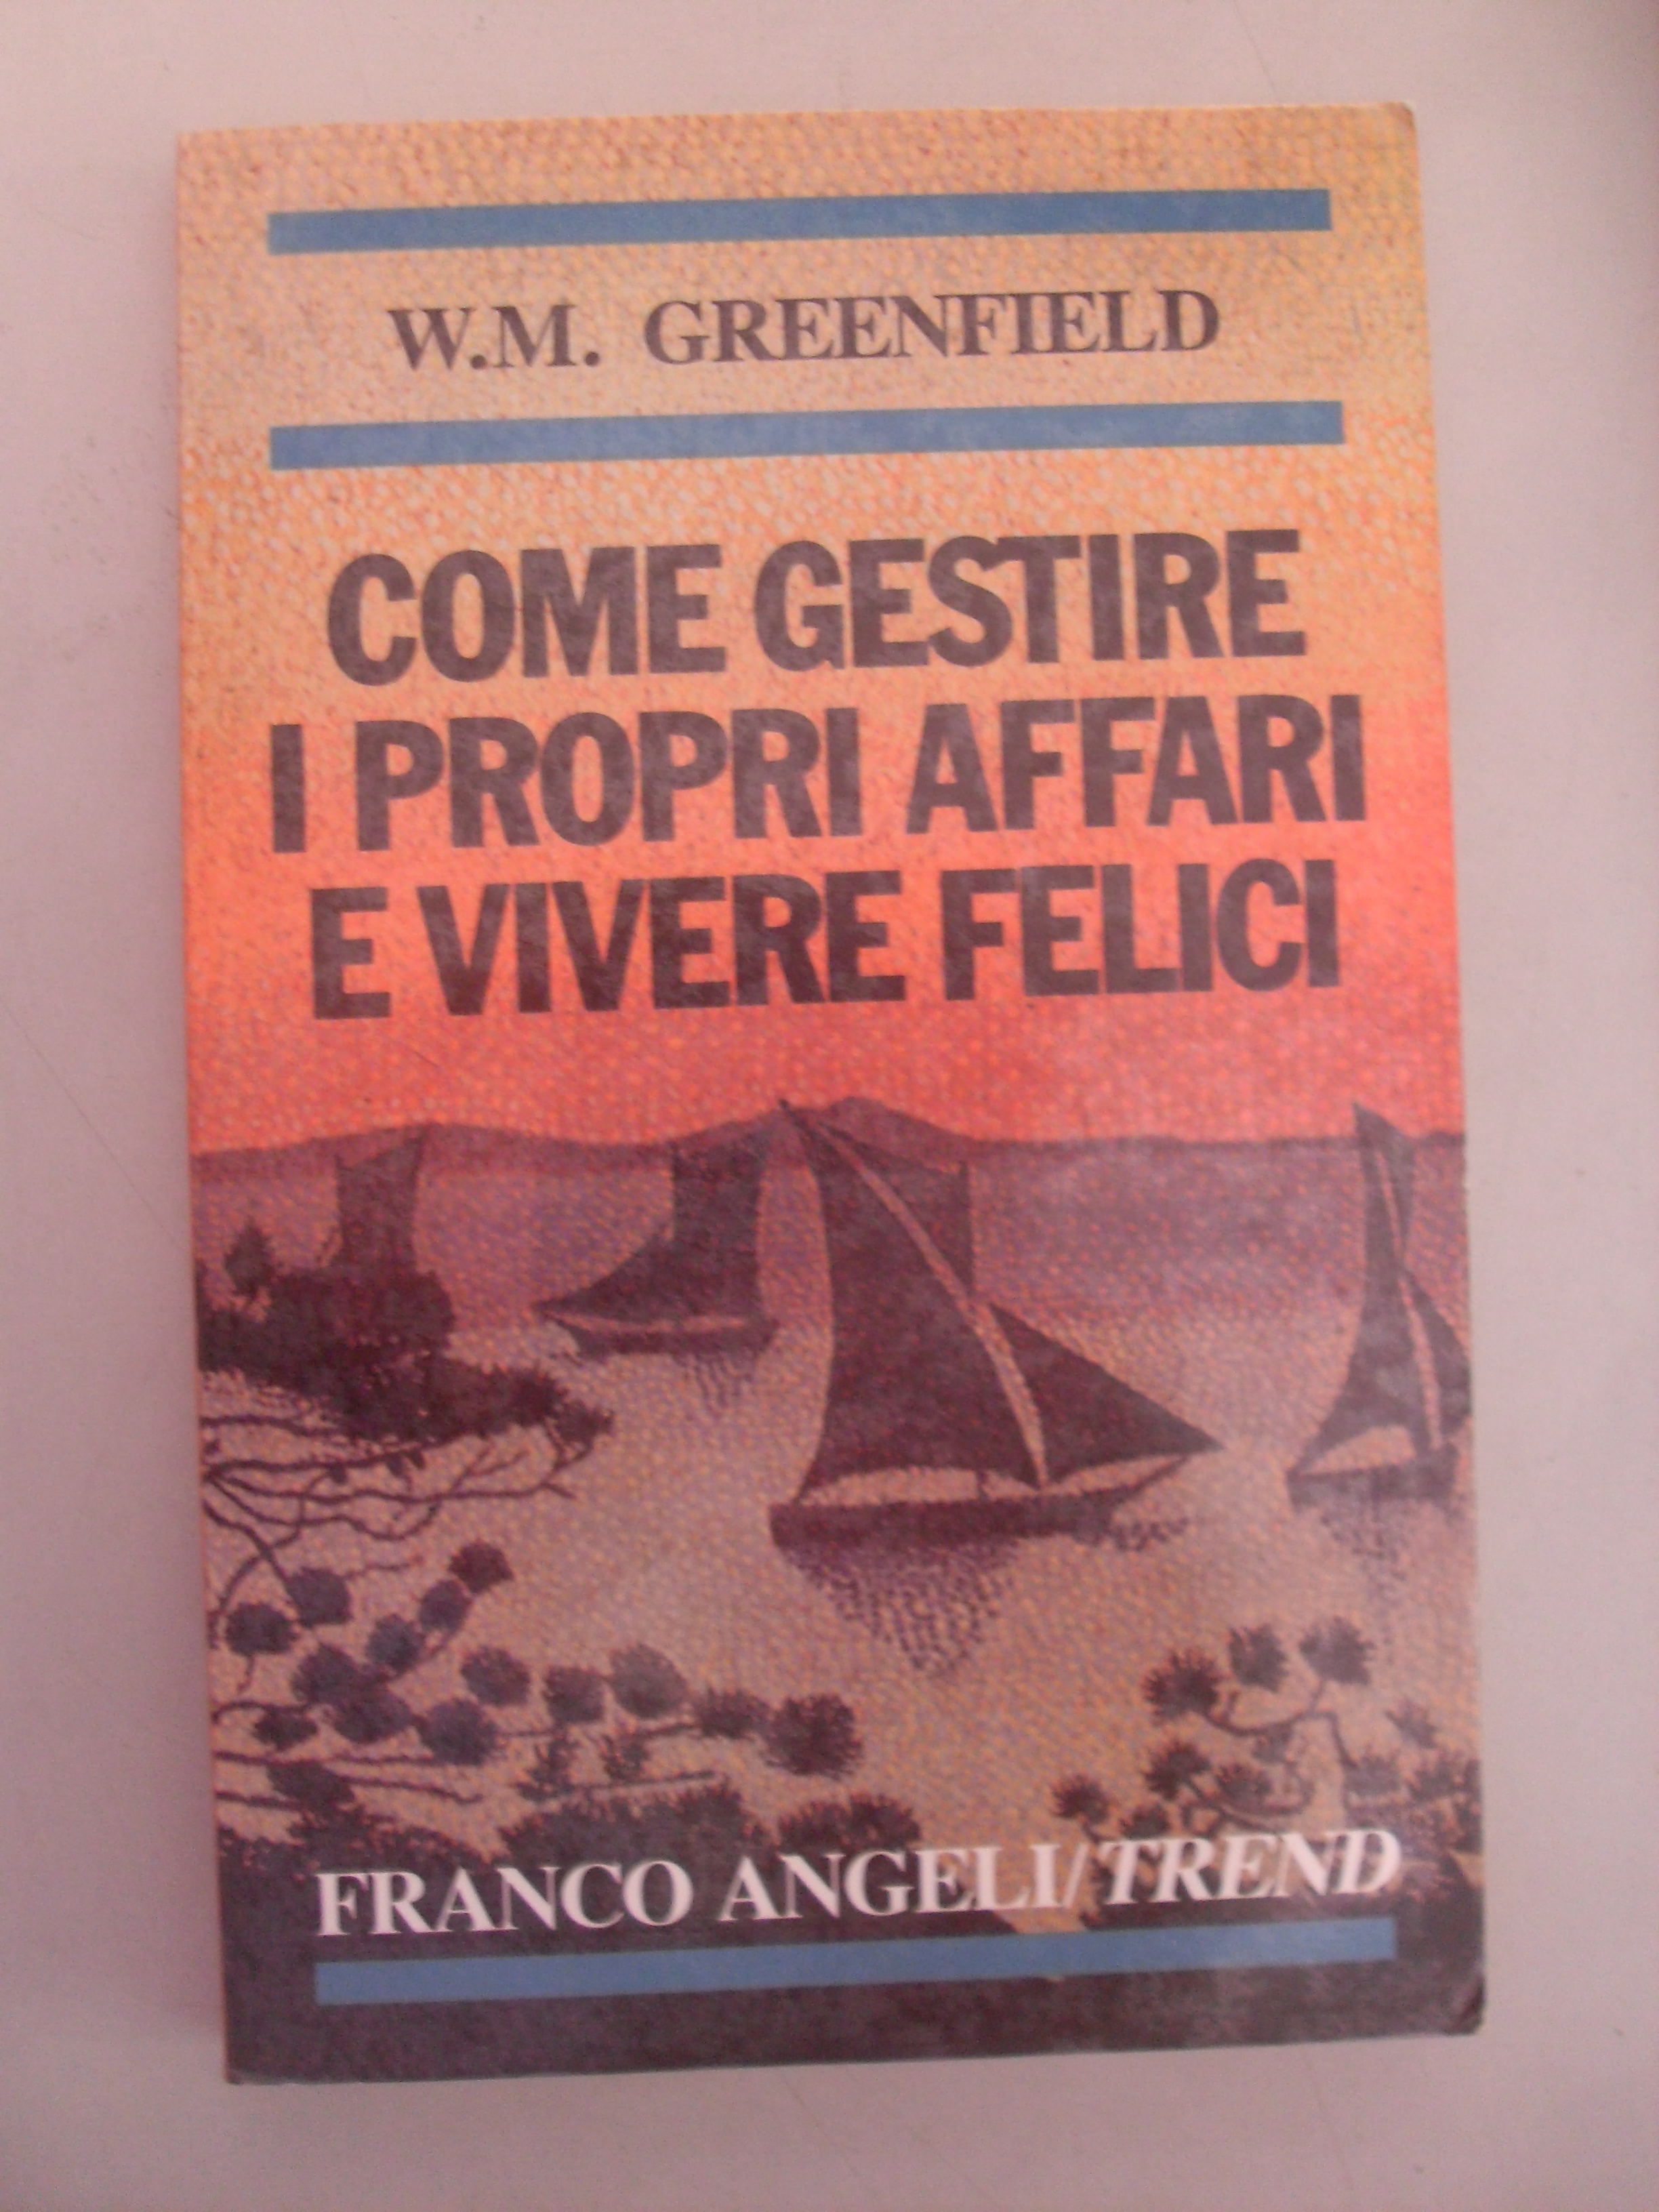 W.M. GREENFIELD
COME GESTIRE
I PROPRI AFFARI
E VIVERE FELICI
FRANCO ANGELI/TREND